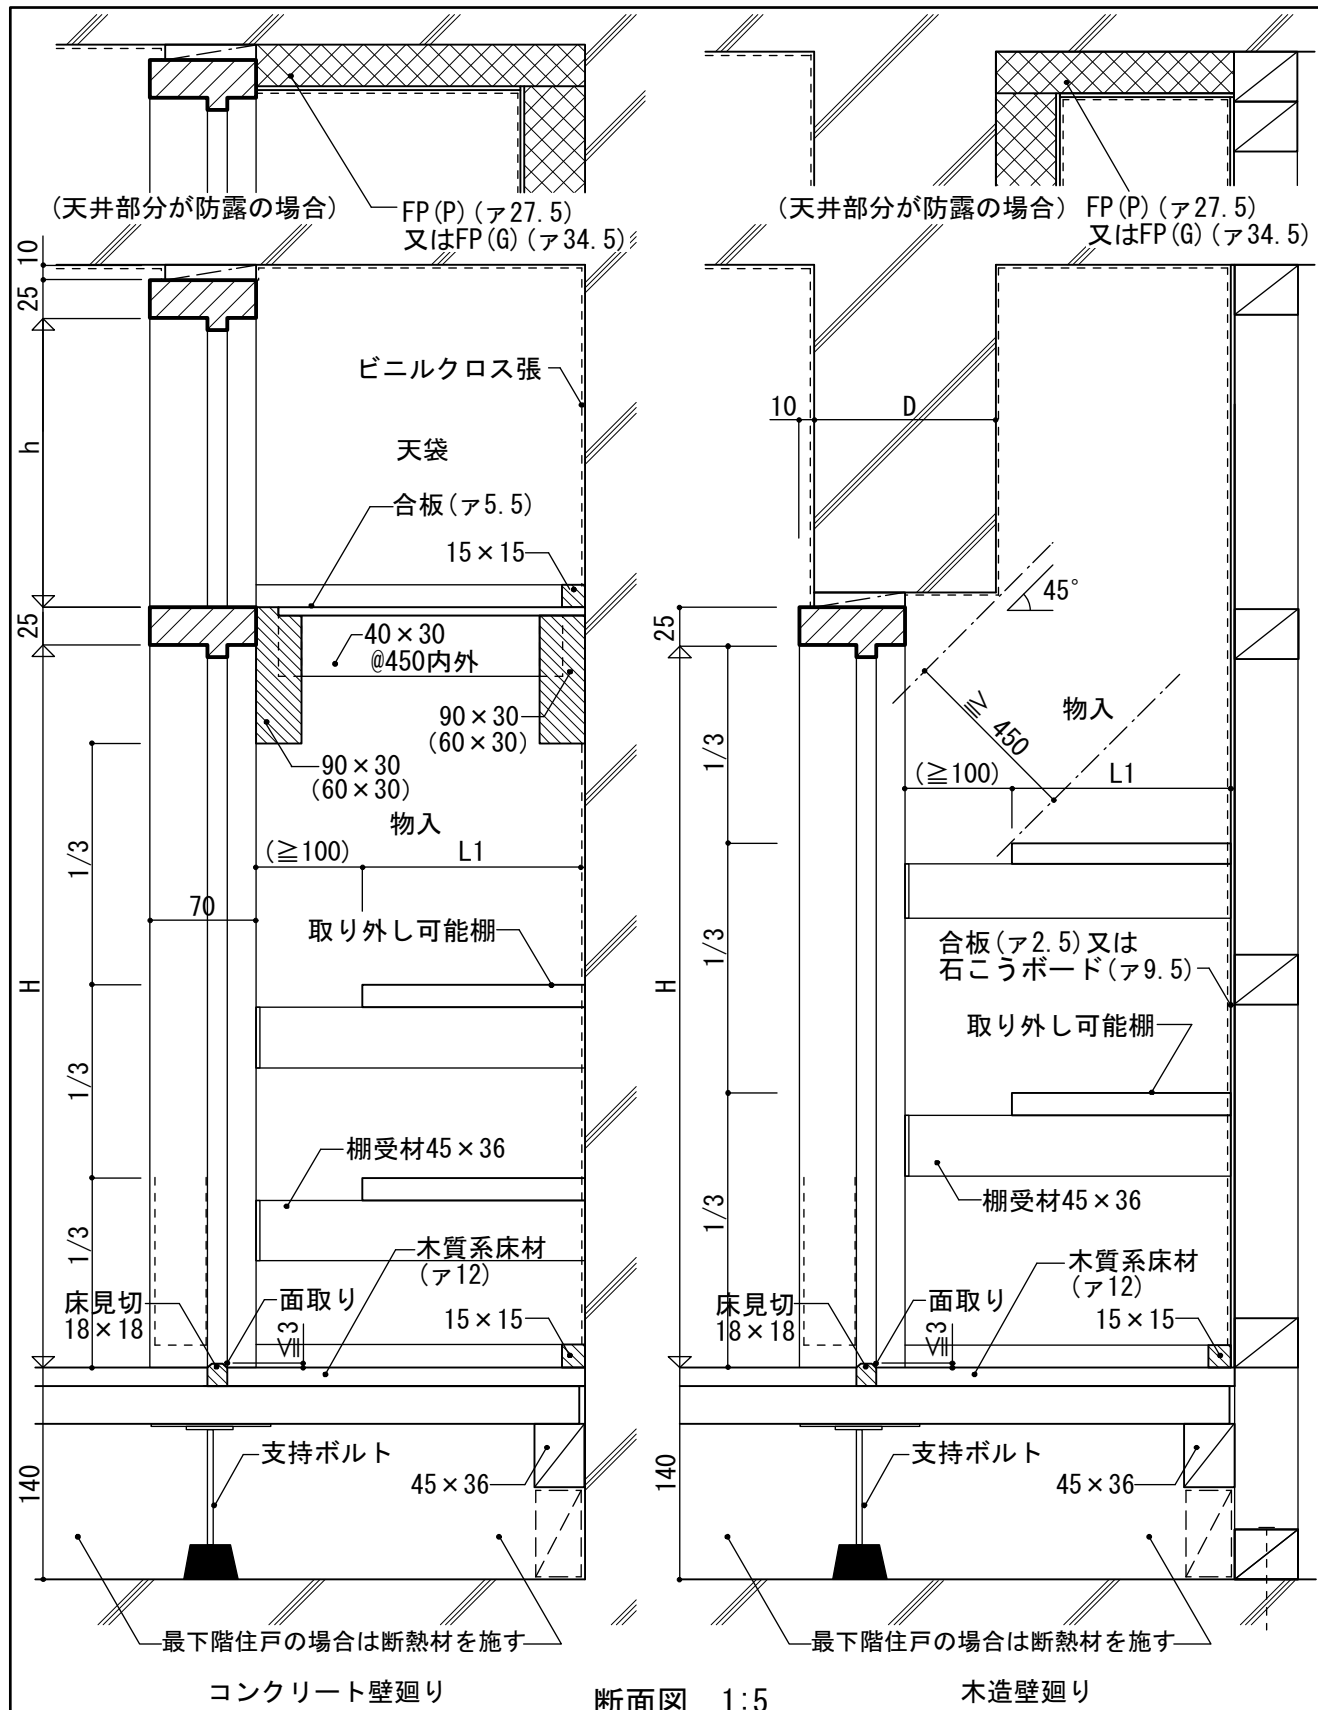 (天井部分が防露の場合)
FP(P)(ァ27.5)
又はFP(G)(ァ34.5)
10
25
h
25
H
140
ビニルクロス張
天袋
合板(ァ5.5)
15×15
40×30
@450内外
90×30
(60×30)
90×30
(60×30)
物入
(≧100)
L1
1/3
70
取り外し可能棚
1/3
棚受材45×36
1/3
木質系床材
(ァ12)
床見切
18×18
面取り
≦3
15×15
支持ボルト
45×36
最下階住戸の場合は断熱材を施す
コンクリート壁廻り
(天井部分が防露の場合)
FP(P)(ァ27.5)
又はFP(G)(ァ34.5)
10
D
45°
25
H
140
物入
≧450
(≧100)
L1
1/3
1/3
1/3
合板(ァ2.5)又は
石こうボード(ァ9.5)
取り外し可能棚
棚受材45×36
木質系床材
(ァ12)
床見切
18×18
面取り
≦3
15×15
支持ボルト
45×36
最下階住戸の場合は断熱材を施す
木造壁廻り
断面図 1:5